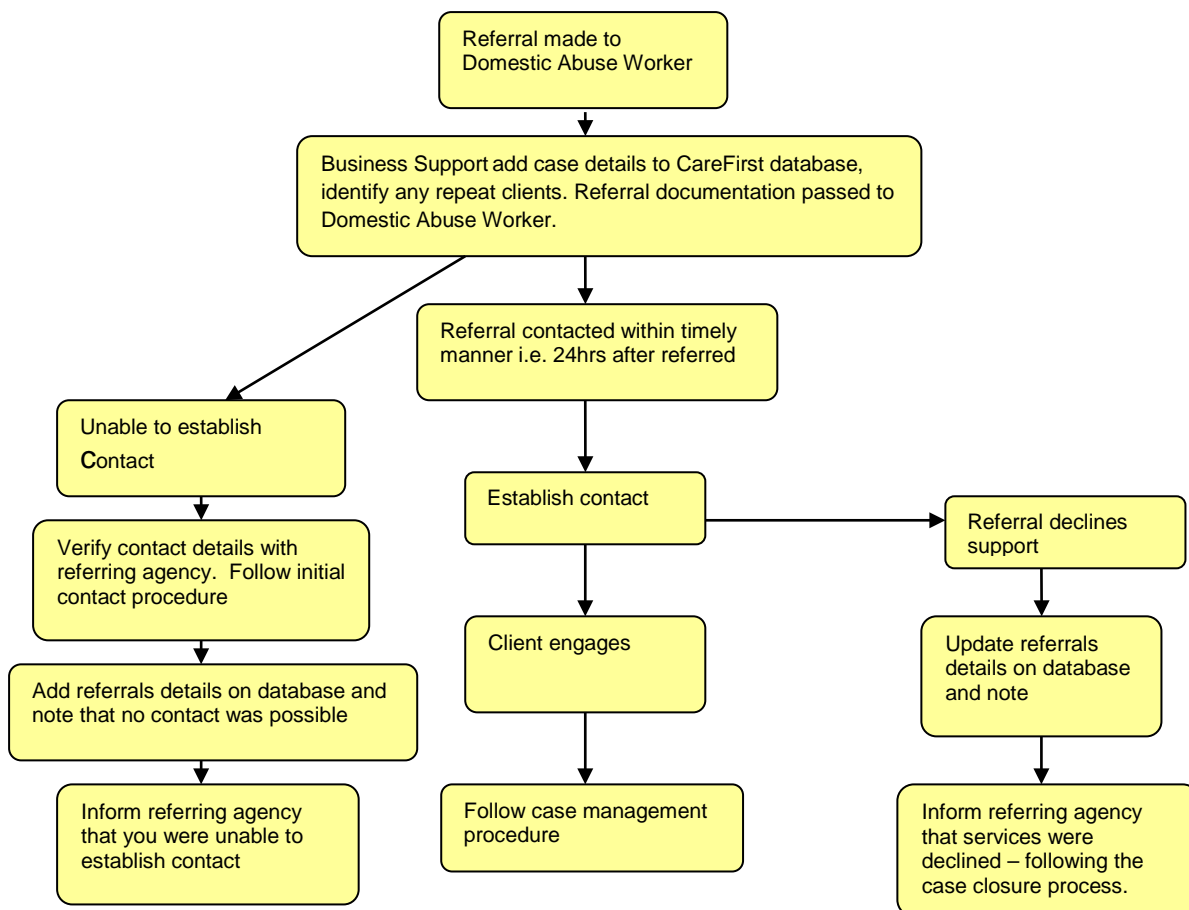 Referral made to
Domestic Abuse Worker
Business Support add case details to CareFirst database,
identify any repeat clients. Referral documentation passed to
Domestic Abuse Worker.
Referral contacted within timely
manner i.e. 24hrs after referred
Unable to establish
Contact
Establish contact
Referral declines
support
Verify contact details with
referring agency.  Follow initial
contact procedure
Client engages
Update referrals
details on database
and note
Add referrals details on database and
note that no contact was possible
Inform referring agency
that you were unable to
establish contact
Follow case management
procedure
Inform referring agency
that services were
declined – following the
case closure process.